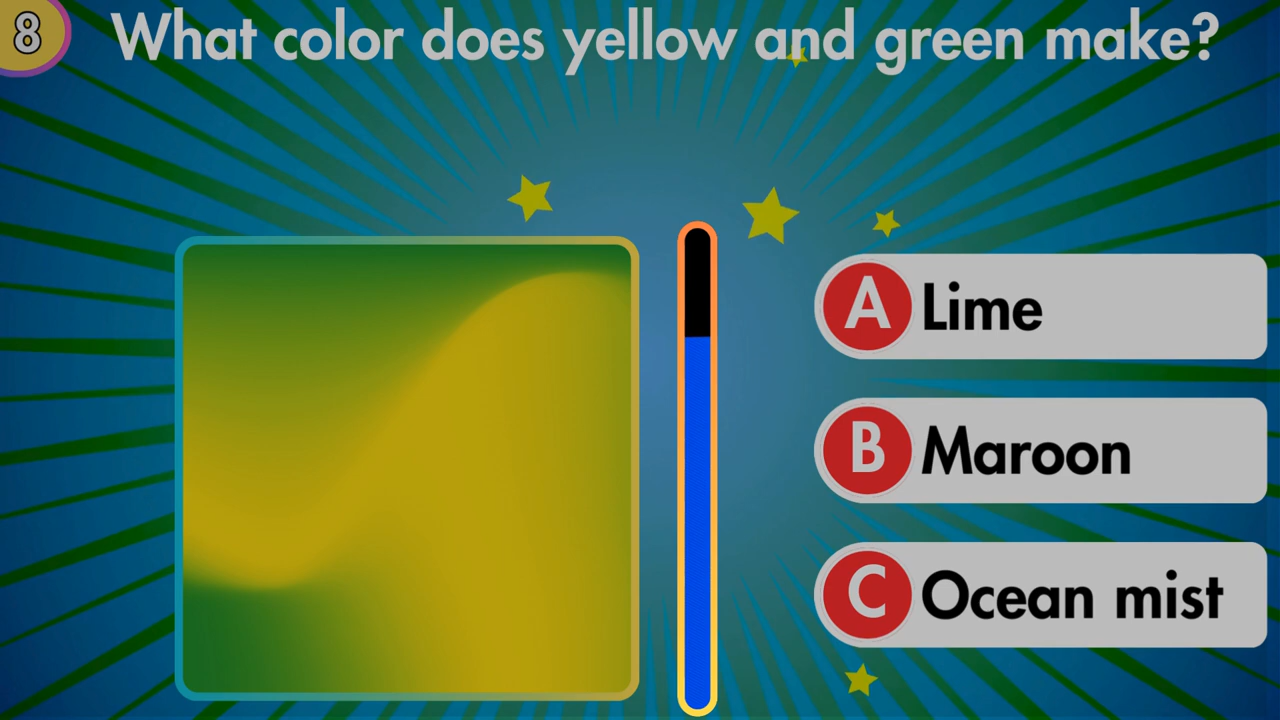 8
What color does yellow and green make?
A Lime
B Maroon
C Ocean mist